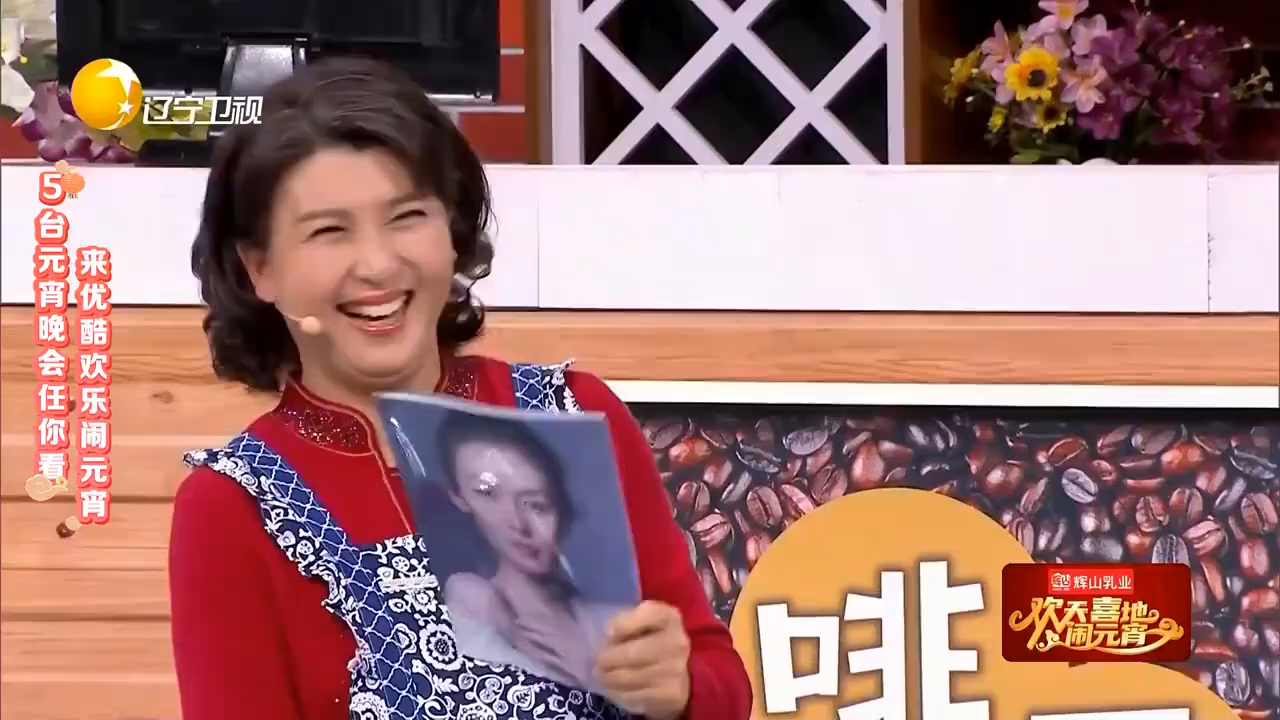 辽宁卫视
5台元宵晚会任你看
来优酷欢乐闹元宵
啡
辉山乳业
欢天喜地
闹元宵